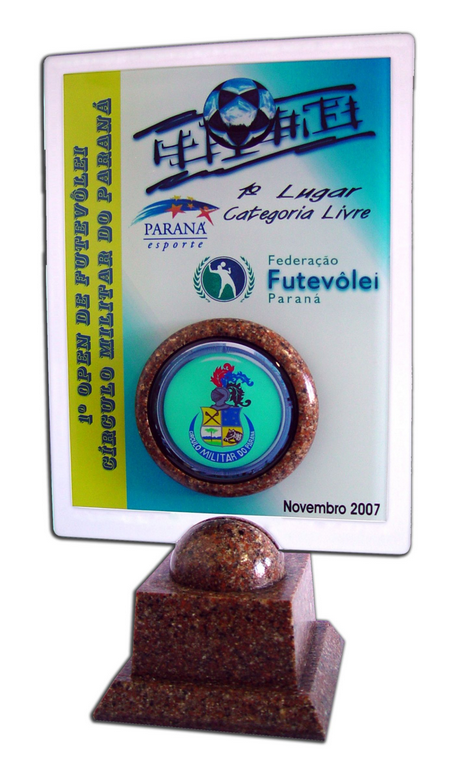 1º OPEN DE FUTEVÔLEI
CÍRCULO MILITAR DO PARANÁ
1º Lugar
Categoria Livre
PARANÁ
esporte
Federação
Futevôlei
Paraná
CÍRCULO MILITAR DO PARANÁ
Novembro 2007